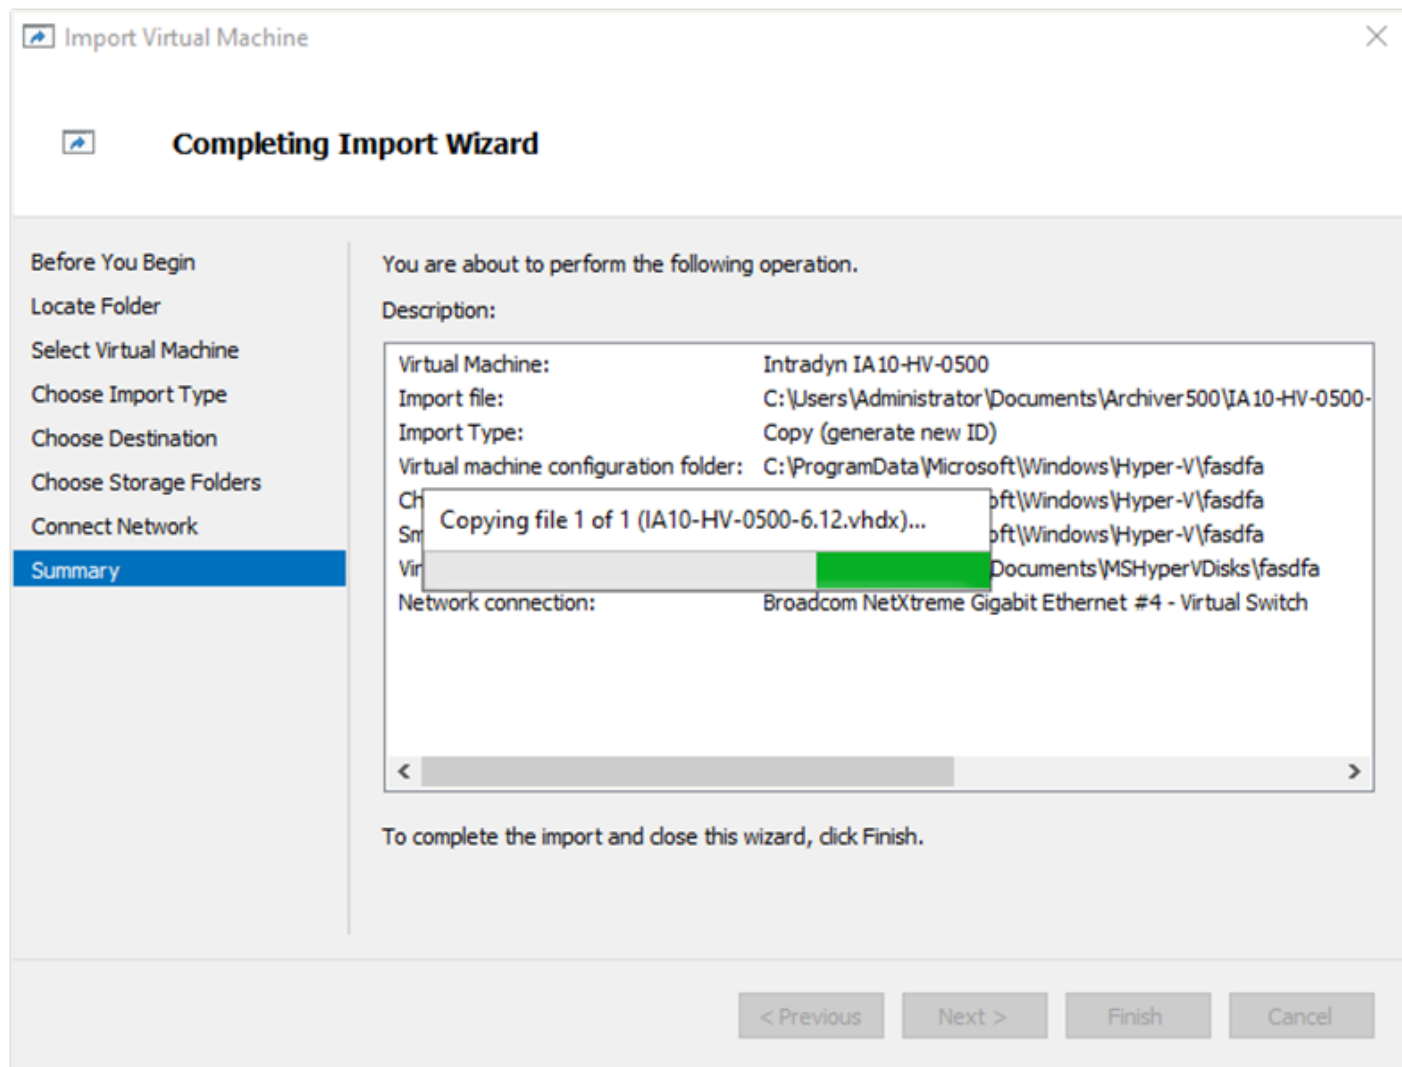 Import Virtual Machine
Completing Import Wizard
Before You Begin
Locate Folder
Select Virtual Machine
Choose Import Type
Choose Destination
Choose Storage Folders
Connect Network
Summary
You are about to perform the following operation.
Description:
Virtual Machine: Intradyn IA10-HV-0500
Import file: C:\Users\Administrator\Documents\Archiver500\IA10-HV-0500-
Import Type: Copy (generate new ID)
Virtual machine configuration folder: C:\ProgramData\Microsoft\Windows\Hyper-V\fasdfa
Ch oft\Windows\Hyper-V\fasdfa
Sm oft\Windows\Hyper-V\fasdfa
Vir Documents\MSHyperVDisks\fasdfa
Copying file 1 of 1 (IA10-HV-0500-6.12.vhdx)...
Network connection: Broadcom NetXtreme Gigabit Ethernet #4 - Virtual Switch
< >
To complete the import and close this wizard, click Finish.
< Previous Next > Finish Cancel